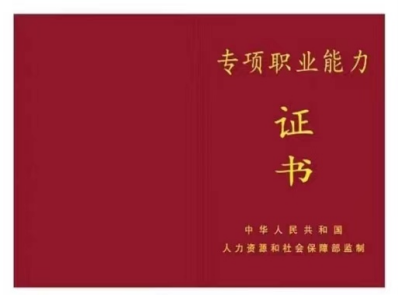 专项职业能力
证
书
中华人民共和国
人力资源和社会保障部监制